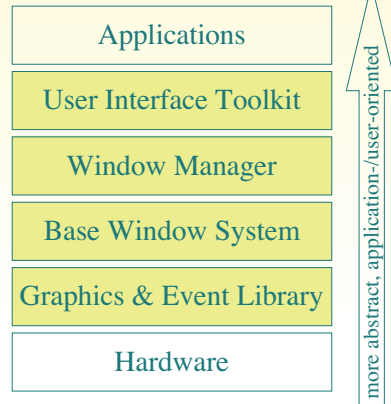 Applications
User Interface Toolkit
Window Manager
Base Window System
Graphics & Event Library
Hardware
more abstract, application-/user-oriented